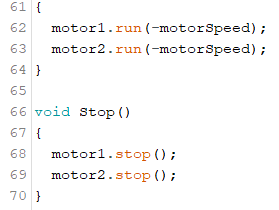 61 {
62   motor1.run(-motorSpeed);
63   motor2.run(-motorSpeed);
64 }
65
66 void Stop()
67 {
68   motor1.stop();
69   motor2.stop();
70 }